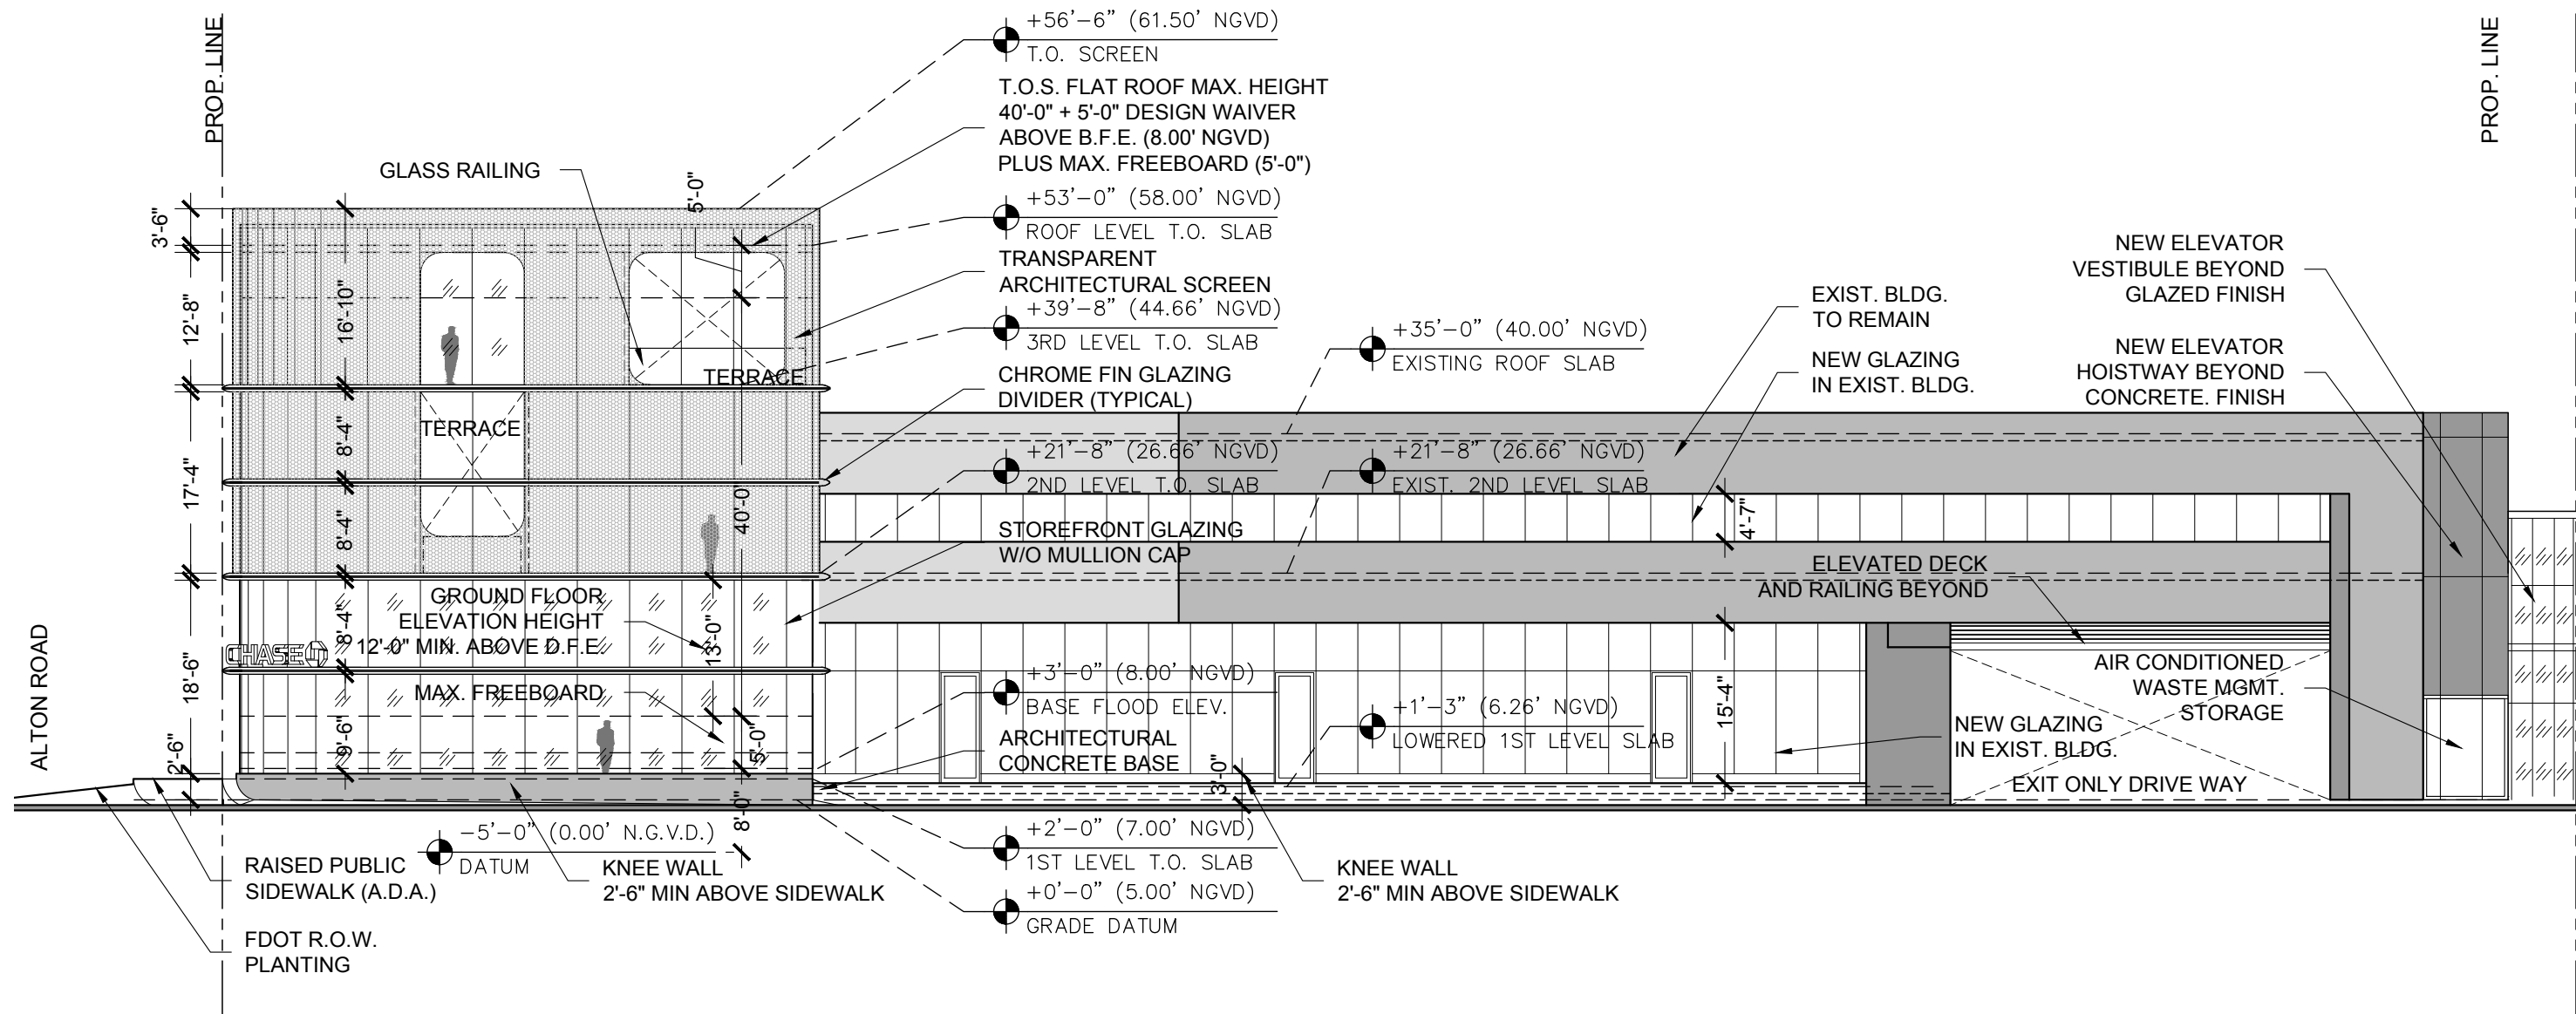 PROP. LINE
PROP. LINE
+56'-6" (61.50' NGVD)
T.O. SCREEN
T.O.S. FLAT ROOF MAX. HEIGHT
40'-0" + 5'-0" DESIGN WAIVER
ABOVE B.F.E. (8.00' NGVD)
PLUS MAX. FREEBOARD (5'-0")
GLASS RAILING
5'-0"
+53'-0" (58.00' NGVD)
ROOF LEVEL T.O. SLAB
TRANSPARENT
ARCHITECTURAL SCREEN
+39'-8" (44.66' NGVD)
3RD LEVEL T.O. SLAB
CHROME FIN GLAZING
DIVIDER (TYPICAL)
+21'-8" (26.66' NGVD)
2ND LEVEL T.O. SLAB
STOREFRONT GLAZING
W/O MULLION CAP
+3'-0" (8.00' NGVD)
BASE FLOOD ELEV.
ARCHITECTURAL
CONCRETE BASE
+2'-0" (7.00' NGVD)
1ST LEVEL T.O. SLAB
+0'-0" (5.00' NGVD)
GRADE DATUM
3'-6"
12'-8"
17'-4"
18'-6"
2'-6"
16'-10"
8'-4"
8'-4"
8'-4"
9'-6"
TERRACE
TERRACE
40'-0"
13'-0"
5'-0"
8'-0"
GROUND FLOOR
ELEVATION HEIGHT
12'-0" MIN. ABOVE D.F.E.
CHASE
MAX. FREEBOARD
ALTON ROAD
-5'-0" (0.00' N.G.V.D.)
DATUM
RAISED PUBLIC
SIDEWALK (A.D.A.)
FDOT R.O.W.
PLANTING
KNEE WALL
2'-6" MIN ABOVE SIDEWALK
+35'-0" (40.00' NGVD)
EXISTING ROOF SLAB
+21'-8" (26.66' NGVD)
EXIST. 2ND LEVEL SLAB
+1'-3" (6.26' NGVD)
LOWERED 1ST LEVEL SLAB
3'-0"
KNEE WALL
2'-6" MIN ABOVE SIDEWALK
EXIST. BLDG.
TO REMAIN
NEW GLAZING
IN EXIST. BLDG.
4'-7"
15'-4"
NEW ELEVATOR
VESTIBULE BEYOND
GLAZED FINISH
NEW ELEVATOR
HOISTWAY BEYOND
CONCRETE. FINISH
ELEVATED DECK
AND RAILING BEYOND
AIR CONDITIONED
WASTE MGMT.
STORAGE
NEW GLAZING
IN EXIST. BLDG.
EXIT ONLY DRIVE WAY